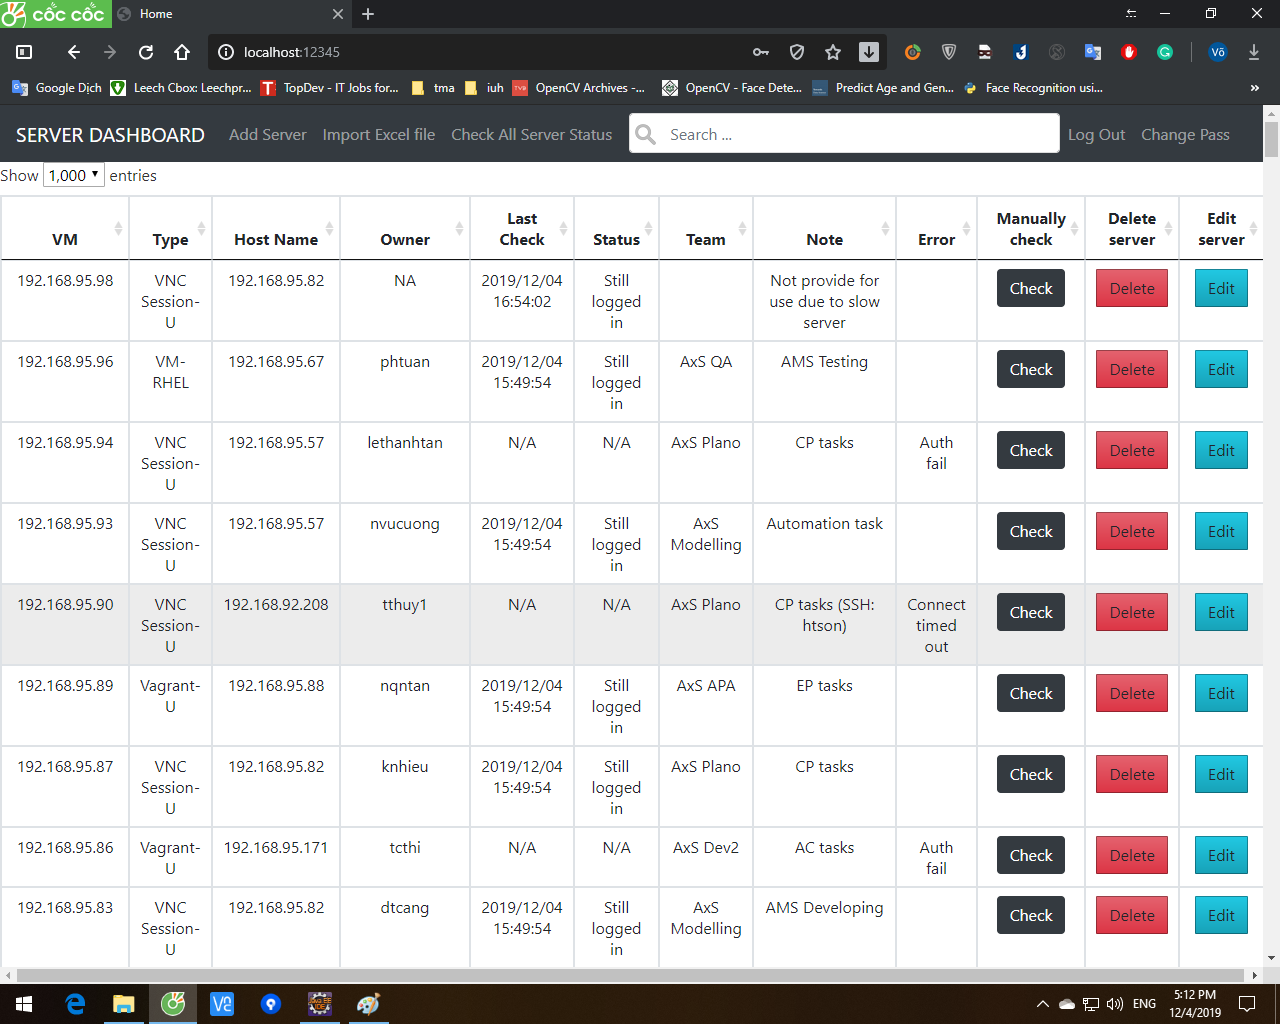 cốc cốc Home
localhost:12345 Võ
Google Dịch Leech Cbox: Leechpr... TopDev - IT Jobs for... tma iuh OpenCV Archives -... OpenCV - Face Dete... Predict Age and Gen... Face Recognition usi... »
SERVER DASHBOARD Add Server Import Excel file Check All Server Status Search ... Log Out Change Pass
Show 1,000 entries
VM Type Host Name Owner Last Check Status Team Note Error Manually check Delete server Edit server
192.168.95.98 VNC Session-U 192.168.95.82 NA 2019/12/04 16:54:02 Still logged in Not provide for use due to slow server Check Delete Edit
192.168.95.96 VM-RHEL 192.168.95.67 phtuan 2019/12/04 15:49:54 Still logged in AxS QA AMS Testing Check Delete Edit
192.168.95.94 VNC Session-U 192.168.95.57 lethanhtan N/A N/A AxS Plano CP tasks Auth fail Check Delete Edit
192.168.95.93 VNC Session-U 192.168.95.57 nvucuong 2019/12/04 15:49:54 Still logged in AxS Modelling Automation task Check Delete Edit
192.168.95.90 VNC Session-U 192.168.92.208 tthuy1 N/A N/A AxS Plano CP tasks (SSH: htson) Connect timed out Check Delete Edit
192.168.95.89 Vagrant-U 192.168.95.88 nqntan 2019/12/04 15:49:54 Still logged in AxS APA EP tasks Check Delete Edit
192.168.95.87 VNC Session-U 192.168.95.82 knhieu 2019/12/04 15:49:54 Still logged in AxS Plano CP tasks Check Delete Edit
192.168.95.86 Vagrant-U 192.168.95.171 tcthi N/A N/A AxS Dev2 AC tasks Auth fail Check Delete Edit
192.168.95.83 VNC Session-U 192.168.95.82 dtcang 2019/12/04 15:49:54 Still logged in AxS Modelling AMS Developing Check Delete Edit
ENG 5:12 PM
12/4/2019